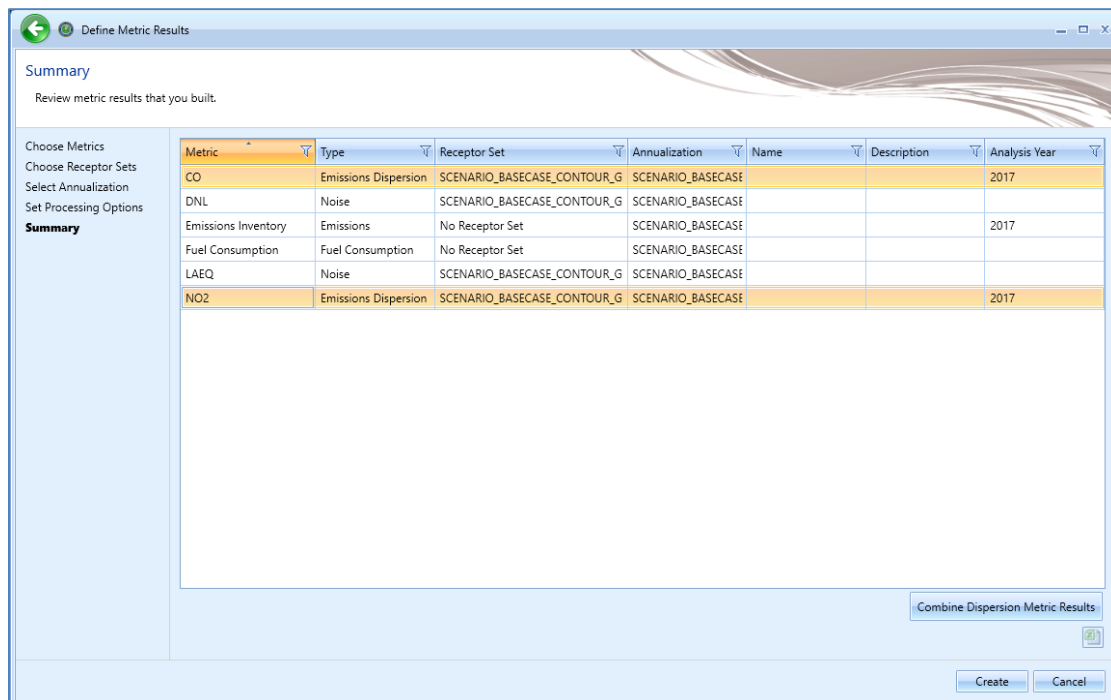 Define Metric Results
Summary
Review metric results that you built.
Choose Metrics
Choose Receptor Sets
Select Annualization
Set Processing Options
Summary
Metric Type Receptor Set Annualization Name Description Analysis Year
CO Emissions Dispersion SCENARIO_BASECASE_CONTOUR_G SCENARIO_BASECASE 2017
DNL Noise SCENARIO_BASECASE_CONTOUR_G SCENARIO_BASECASE
Emissions Inventory Emissions No Receptor Set SCENARIO_BASECASE 2017
Fuel Consumption Fuel Consumption No Receptor Set SCENARIO_BASECASE
LAEQ Noise SCENARIO_BASECASE_CONTOUR_G SCENARIO_BASECASE
NO2 Emissions Dispersion SCENARIO_BASECASE_CONTOUR_G SCENARIO_BASECASE 2017
Combine Dispersion Metric Results
Create Cancel